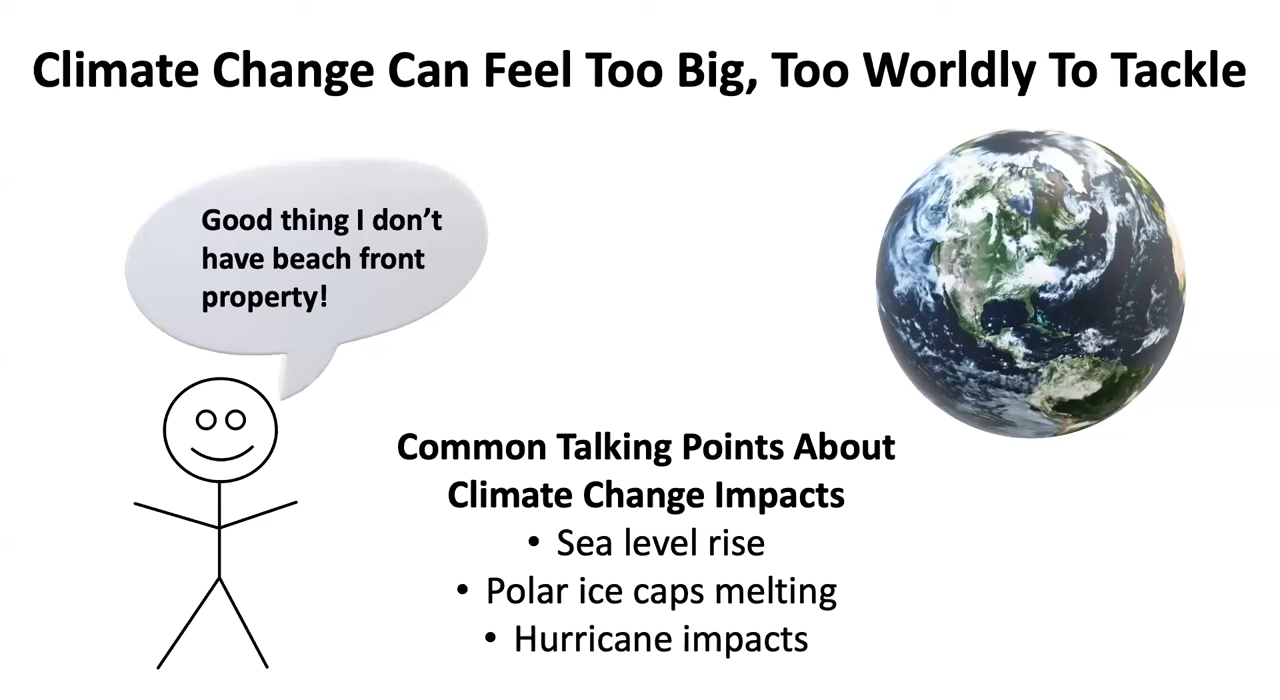 Climate Change Can Feel Too Big, Too Worldly To Tackle
Good thing I don’t
have beach front
property!
Common Talking Points About
Climate Change Impacts
• Sea level rise
• Polar ice caps melting
• Hurricane impacts